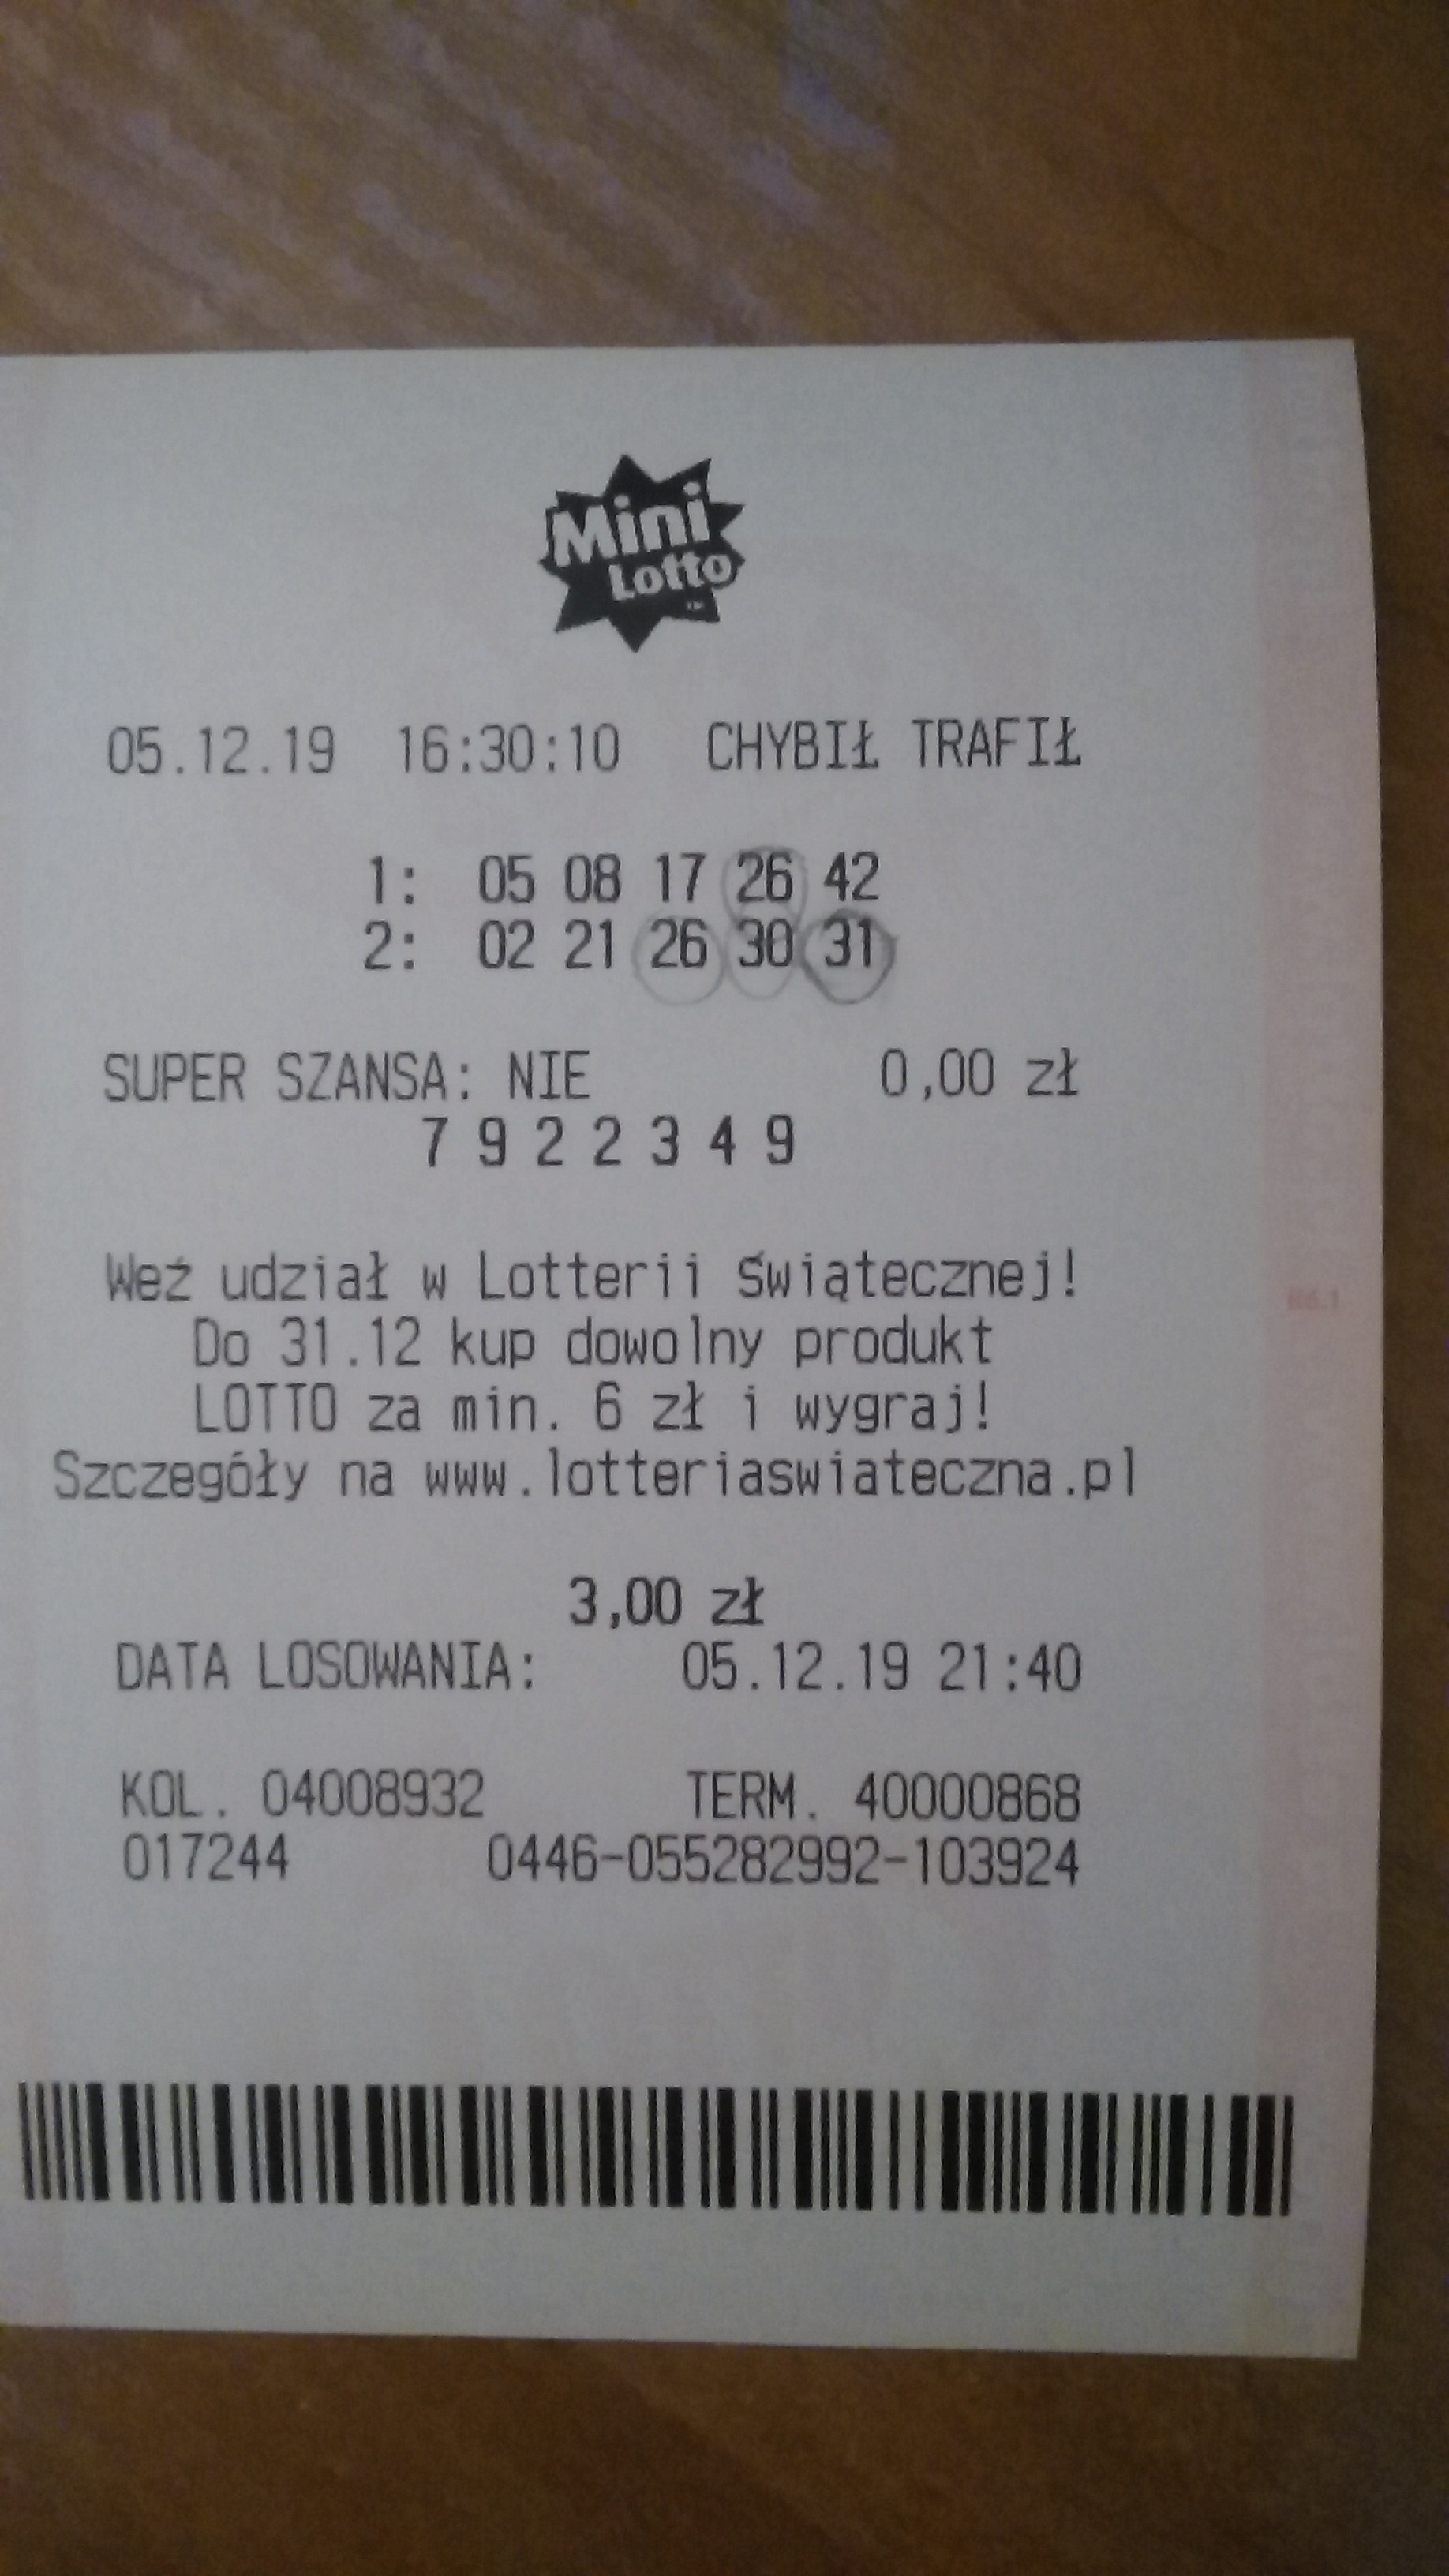 Mini
Lotto
05.12.19 16:30:10 CHYBIŁ TRAFIŁ
1: 05 08 17 26 42
2: 02 21 26 30 31
SUPER SZANSA: NIE 0,00 zł
7 9 2 2 3 4 9
Weź udział w Lotterii Świątecznej!
Do 31.12 kup dowolny produkt
LOTTO za min. 6 zł i wygraj!
Szczegóły na www.lotteriaswiateczna.pl
3,00 zł
DATA LOSOWANIA: 05.12.19 21:40
KOL. 04008932 TERM. 40000868
017244 0446-055282992-103924